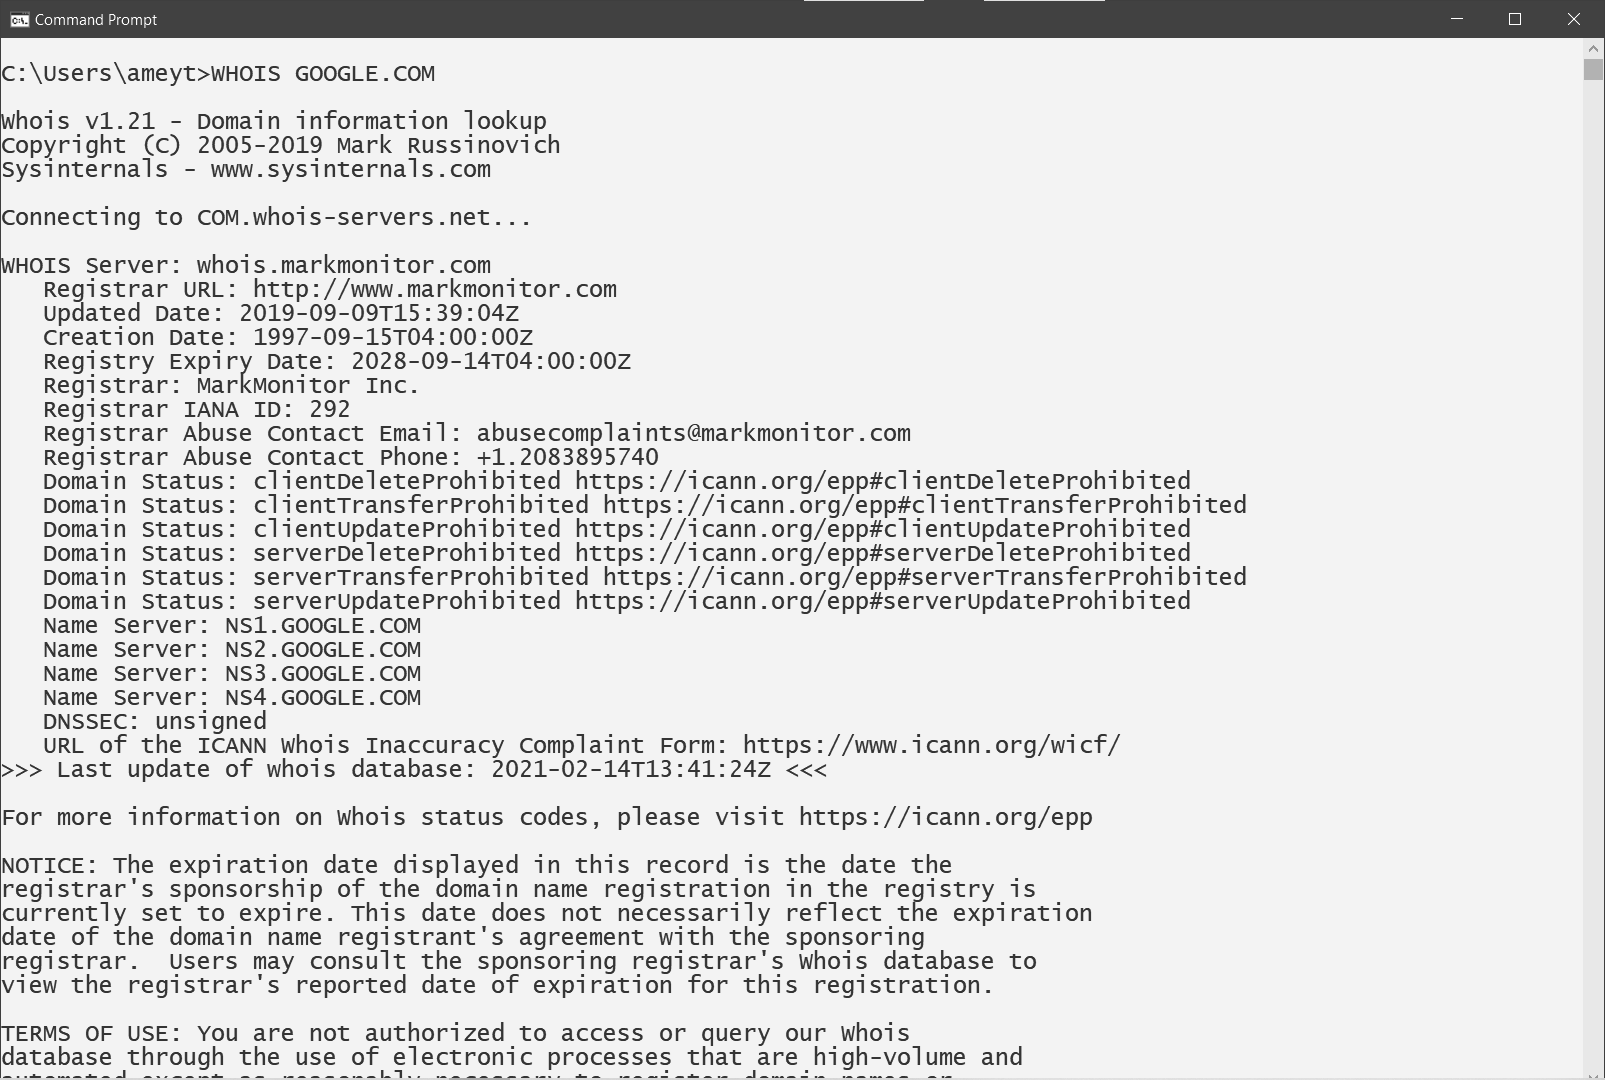 Command Prompt
C:\Users\ameyt>WHOIS GOOGLE.COM
Whois v1.21 - Domain information lookup
Copyright (C) 2005-2019 Mark Russinovich
Sysinternals - www.sysinternals.com
Connecting to COM.whois-servers.net...
WHOIS Server: whois.markmonitor.com
Registrar URL: http://www.markmonitor.com
Updated Date: 2019-09-09T15:39:04Z
Creation Date: 1997-09-15T04:00:00Z
Registry Expiry Date: 2028-09-14T04:00:00Z
Registrar: MarkMonitor Inc.
Registrar IANA ID: 292
Registrar Abuse Contact Email: abusecomplaints@markmonitor.com
Registrar Abuse Contact Phone: +1.2083895740
Domain Status: clientDeleteProhibited https://icann.org/epp#clientDeleteProhibited
Domain Status: clientTransferProhibited https://icann.org/epp#clientTransferProhibited
Domain Status: clientUpdateProhibited https://icann.org/epp#clientUpdateProhibited
Domain Status: serverDeleteProhibited https://icann.org/epp#serverDeleteProhibited
Domain Status: serverTransferProhibited https://icann.org/epp#serverTransferProhibited
Domain Status: serverUpdateProhibited https://icann.org/epp#serverUpdateProhibited
Name Server: NS1.GOOGLE.COM
Name Server: NS2.GOOGLE.COM
Name Server: NS3.GOOGLE.COM
Name Server: NS4.GOOGLE.COM
DNSSEC: unsigned
URL of the ICANN Whois Inaccuracy Complaint Form: https://www.icann.org/wicf/
>>> Last update of whois database: 2021-02-14T13:41:24Z <<<
For more information on Whois status codes, please visit https://icann.org/epp
NOTICE: The expiration date displayed in this record is the date the
registrar's sponsorship of the domain name registration in the registry is
currently set to expire. This date does not necessarily reflect the expiration
date of the domain name registrant's agreement with the sponsoring
registrar.  Users may consult the sponsoring registrar's Whois database to
view the registrar's reported date of expiration for this registration.
TERMS OF USE: You are not authorized to access or query our Whois
database through the use of electronic processes that are high-volume and
automated except as reasonably necessary to register domain names or